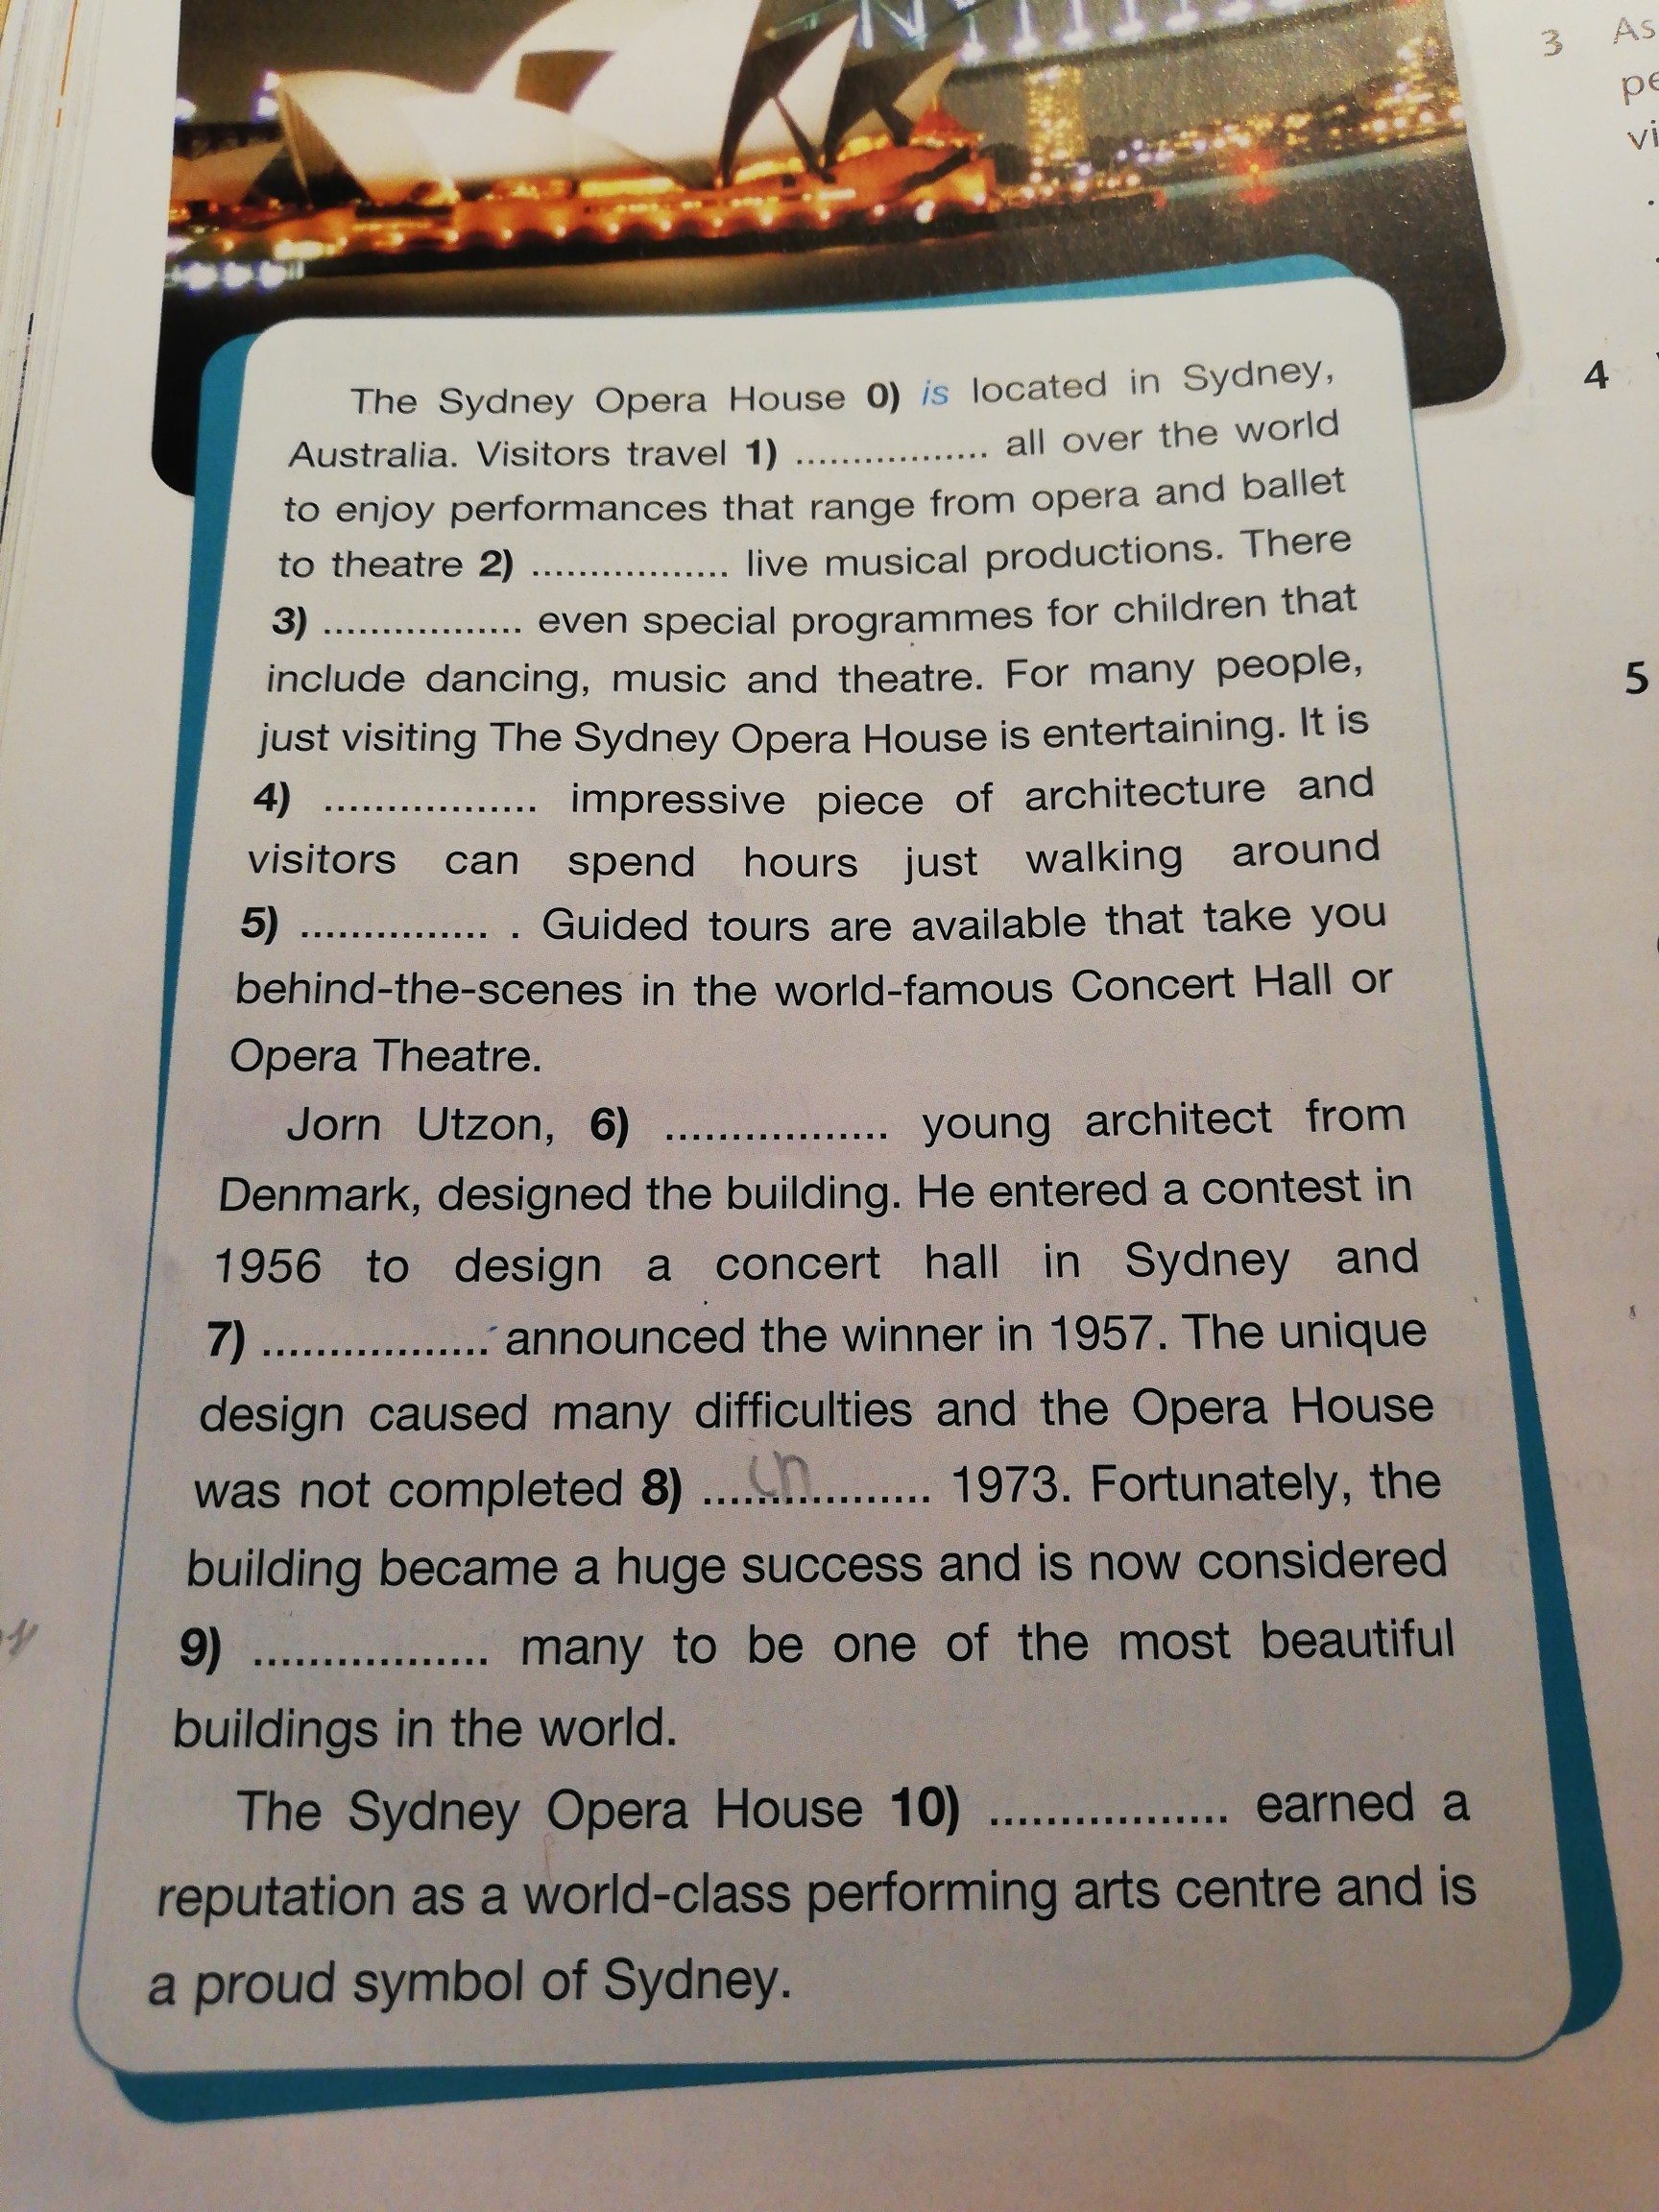 The Sydney Opera House 0) is located in Sydney,
Australia. Visitors travel 1) ................. all over the world
to enjoy performances that range from opera and ballet
to theatre 2) ................. live musical productions. There
3) ................. even special programmes for children that
include dancing, music and theatre. For many people,
just visiting The Sydney Opera House is entertaining. It is
4) ................. impressive piece of architecture and
visitors can spend hours just walking around
5) ............... . Guided tours are available that take you
behind-the-scenes in the world-famous Concert Hall or
Opera Theatre.
Jorn Utzon, 6) ................. young architect from
Denmark, designed the building. He entered a contest in
1956 to design a concert hall in Sydney and
7) ................. announced the winner in 1957. The unique
design caused many difficulties and the Opera House
was not completed 8) ....in........... 1973. Fortunately, the
building became a huge success and is now considered
9) ................. many to be one of the most beautiful
buildings in the world.
The Sydney Opera House 10) ................. earned a
reputation as a world-class performing arts centre and is
a proud symbol of Sydney.
3 As
pe
vi
4
5